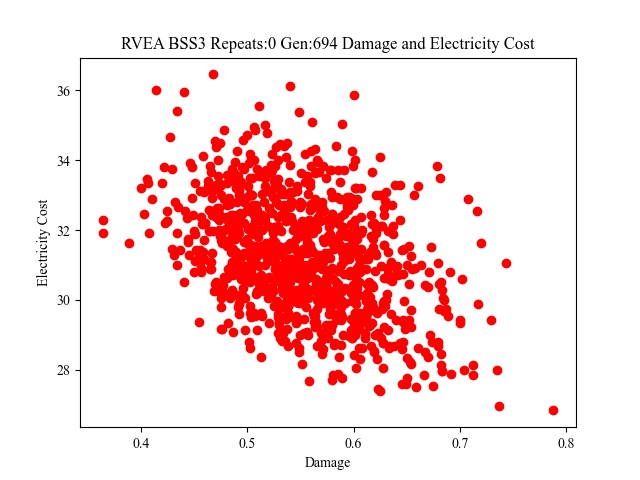 RVEA BSS3 Repeats:0 Gen:694 Damage and Electricity Cost
36
34
32
30
28
Electricity Cost
0.4 0.5 0.6 0.7 0.8
Damage